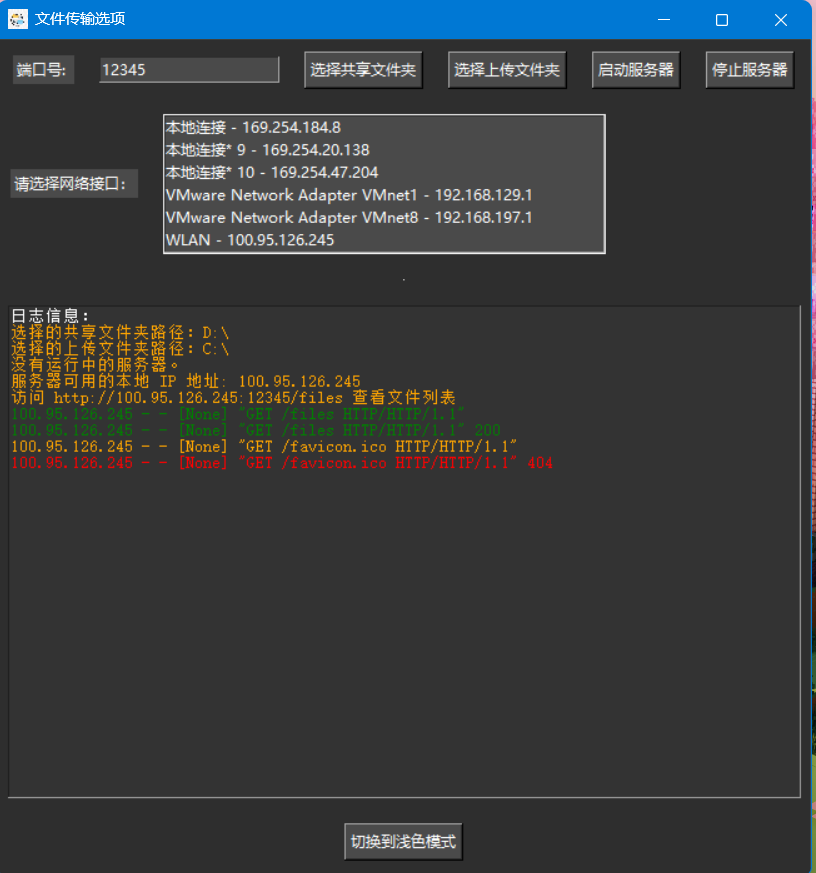 文件传输选项
端口号:
12345
选择共享文件夹
选择上传文件夹
启动服务器
停止服务器
请选择网络接口：
本地连接 - 169.254.184.8
本地连接* 9 - 169.254.20.138
本地连接* 10 - 169.254.47.204
VMware Network Adapter VMnet1 - 192.168.129.1
VMware Network Adapter VMnet8 - 192.168.197.1
WLAN - 100.95.126.245
日志信息:
选择的共享文件夹路径: D:\
选择的上传文件夹路径: C:\
没有运行中的服务器。
服务器可用的本地 IP 地址: 100.95.126.245
访问 http://100.95.126.245:12345/files 查看文件列表
100.95.126.245 - - [None] "GET /files HTTP/HTTP/1.1"
100.95.126.245 - - [None] "GET /files HTTP/HTTP/1.1" 200
100.95.126.245 - - [None] "GET /favicon.ico HTTP/HTTP/1.1"
100.95.126.245 - - [None] "GET /favicon.ico HTTP/HTTP/1.1" 404
切换到浅色模式